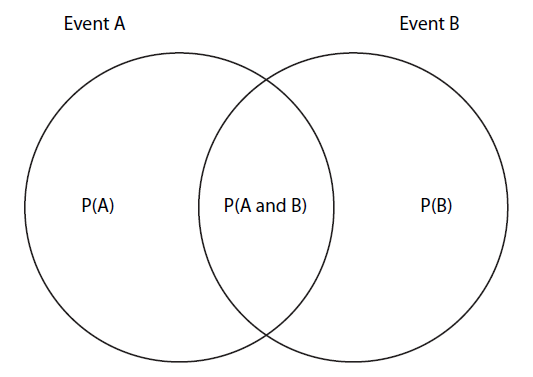 Event A
Event B
P(A)
P(A and B)
P(B)